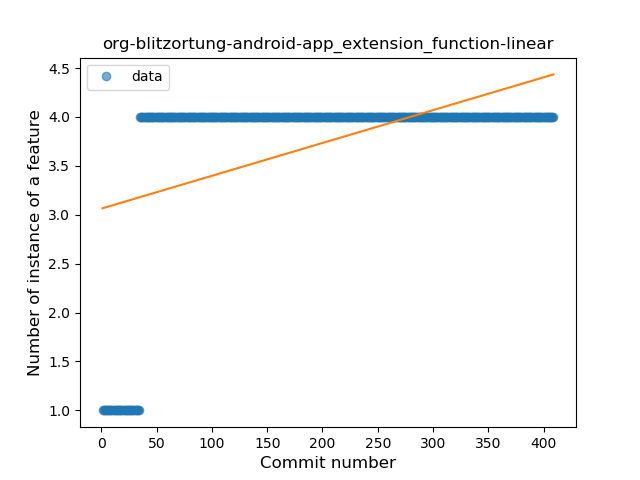 org-blitzortung-android-app_extension_function-linear
data
Number of instance of a feature
4.5
4.0
3.5
3.0
2.5
2.0
1.5
1.0
0 50 100 150 200 250 300 350 400
Commit number